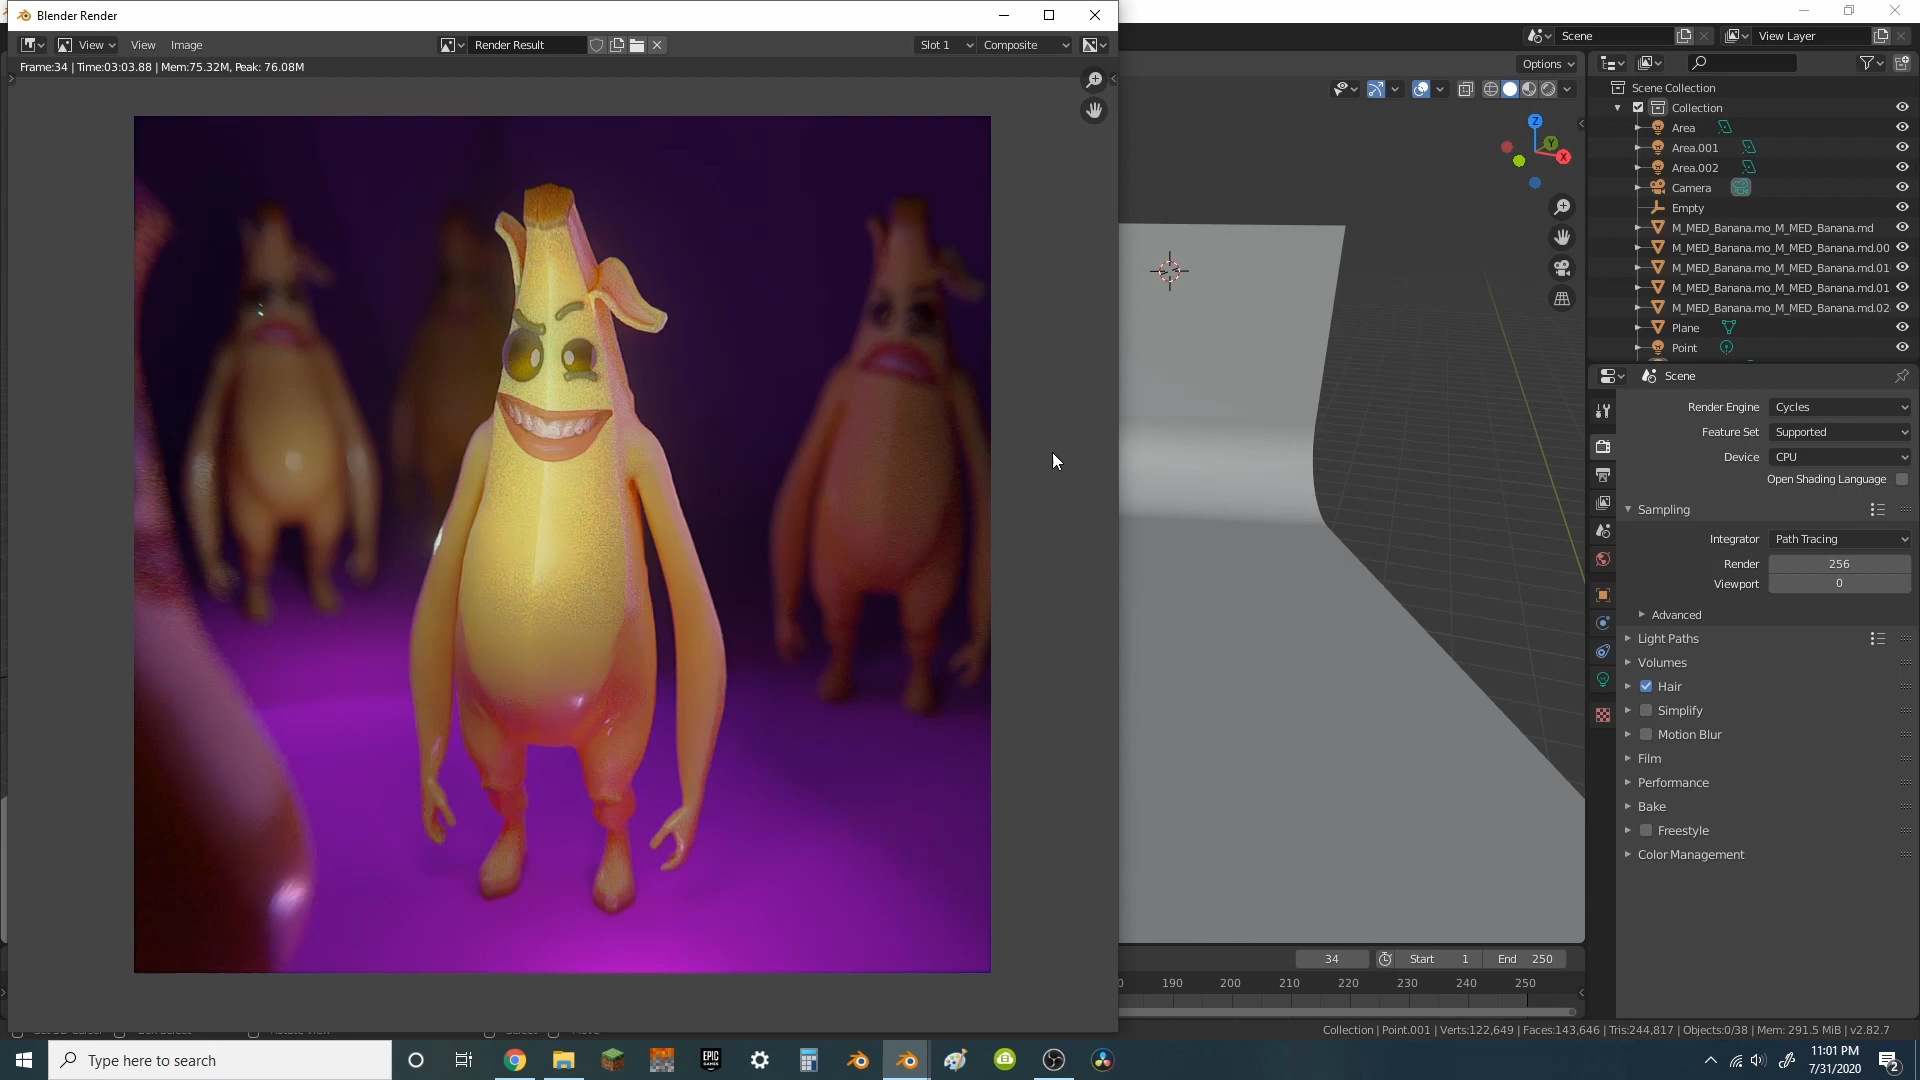 Blender Render
View
View
Image
Render Result
Slot 1
Composite
Frame:34 | Time:03:03.88 | Mem:75.32M, Peak: 76.08M
Scene
View Layer
Options
Z
Y
X
Scene Collection
Collection
Area
Area.001
Area.002
Camera
Empty
M_MED_Banana.mo_M_MED_Banana.md
M_MED_Banana.mo_M_MED_Banana.md.00
M_MED_Banana.mo_M_MED_Banana.md.01
M_MED_Banana.mo_M_MED_Banana.md.01
M_MED_Banana.mo_M_MED_Banana.md.02
Plane
Point
Scene
Render Engine Cycles
Feature Set Supported
Device CPU
Open Shading Language
Sampling
Integrator Path Tracing
Render 256
Viewport 0
Advanced
Light Paths
Volumes
Hair
Simplify
Motion Blur
Film
Performance
Bake
Freestyle
Color Management
34
Start 1
End 250
190 200 210 220 230 240 250
Collection | Point.001 | Verts:122,649 | Faces:143,646 | Tris:244,817 | Objects:0/38 | Mem: 291.5 MiB | v2.82.7
Type here to search
EPIC
GAMES
11:01 PM
7/31/2020
2